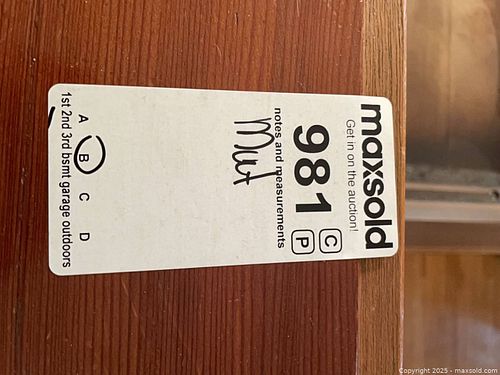 maxsold
Get in on the auction!
981
C
P
notes and measurements
Mut
A B C D
1st 2nd 3rd bsmt garage outdoors
Copyright 2025 - maxsold.com